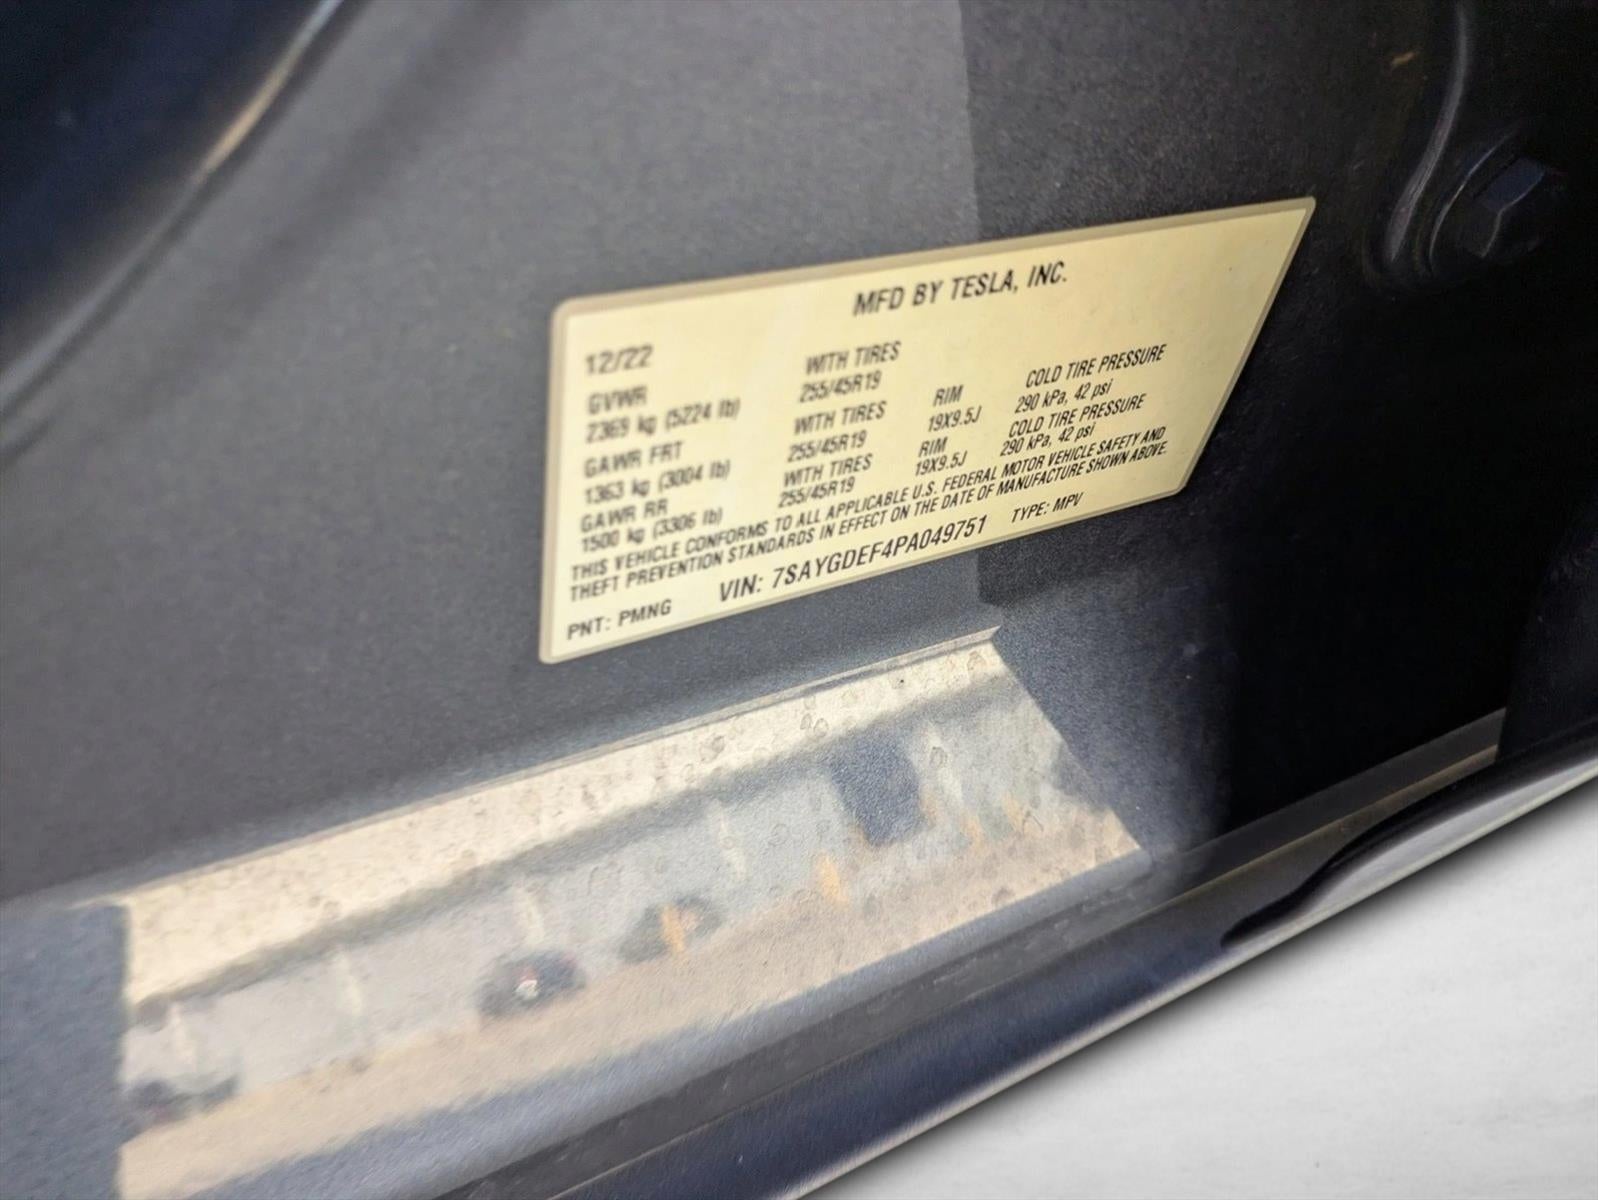 MFD BY TESLA, INC.
12/22
GVWR WITH TIRES
2369 kg (5224 lb) 255/45R19 RIM COLD TIRE PRESSURE
GAWR FRT WITH TIRES 19X9.5J 290 kPa, 42 psi
1363 kg (3004 lb) 255/45R19 RIM COLD TIRE PRESSURE
GAWR RR WITH TIRES 19X9.5J 290 kPa, 42 psi
1500 kg (3306 lb) 255/45R19
THIS VEHICLE CONFORMS TO ALL APPLICABLE U.S. FEDERAL MOTOR VEHICLE SAFETY AND
THEFT PREVENTION STANDARDS IN EFFECT ON THE DATE OF MANUFACTURE SHOWN ABOVE.
PNT: PMNG VIN: 7SAYGDEF4PA049751 TYPE: MPV